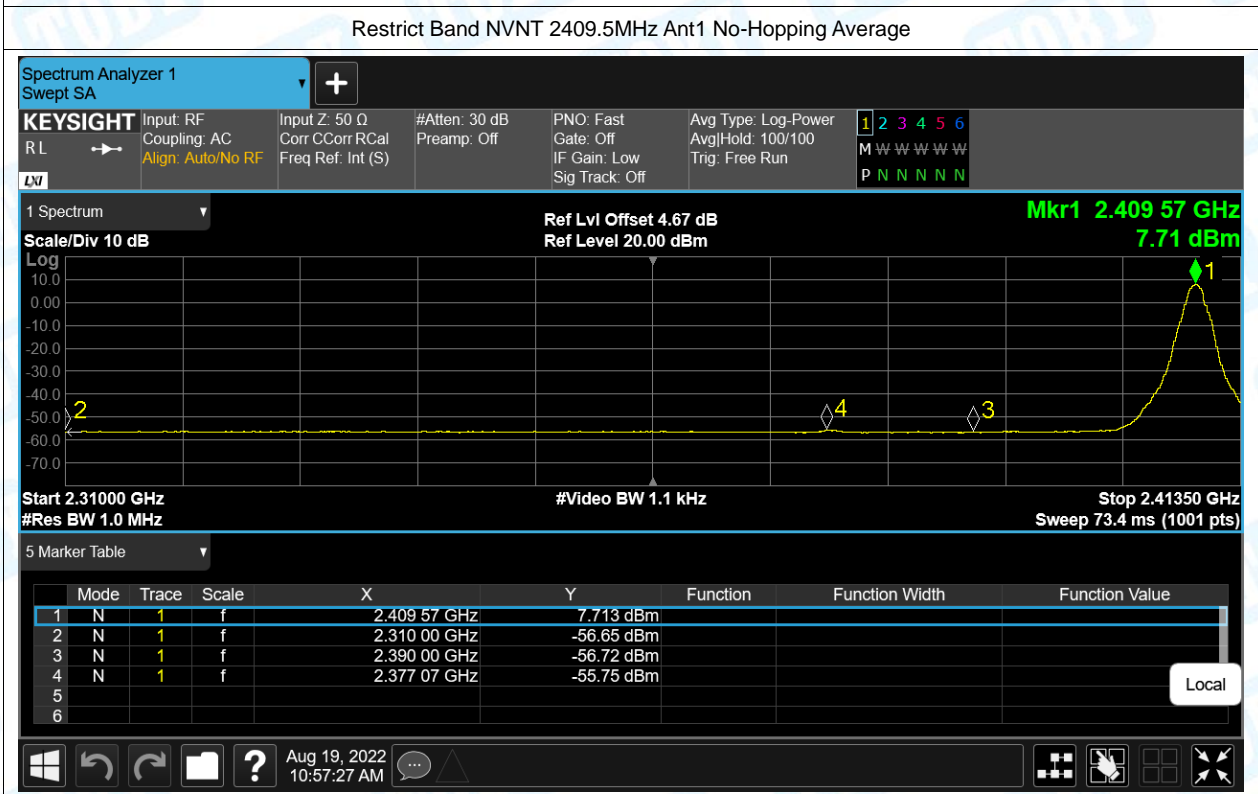 Restrict Band NVNT 2409.5MHz Ant1 No-Hopping Average
Spectrum Analyzer 1
Swept SA
KEYSIGHT
R L
LXI
Input: RF
Coupling: AC
Align: Auto/No RF
Input Z: 50 Ω
Corr CCorr RCal
Freq Ref: Int (S)
#Atten: 30 dB
Preamp: Off
PNO: Fast
Gate: Off
IF Gain: Low
Sig Track: Off
Avg Type: Log-Power
Avg|Hold: 100/100
Trig: Free Run
1 2 3 4 5 6
M W W W W W
P N N N N N
1 Spectrum
Scale/Div 10 dB
Ref Lvl Offset 4.67 dB
Ref Level 20.00 dBm
Mkr1 2.409 57 GHz
7.71 dBm
Log
10.0
0.00
-10.0
-20.0
-30.0
-40.0
-50.0
-60.0
-70.0
1
2
4
3
Start 2.31000 GHz
#Video BW 1.1 kHz
Stop 2.41350 GHz
#Res BW 1.0 MHz
Sweep 73.4 ms (1001 pts)
5 Marker Table
Mode Trace Scale X Y Function Function Width Function Value
1 N 1 f 2.409 57 GHz 7.713 dBm
2 N 1 f 2.310 00 GHz -56.65 dBm
3 N 1 f 2.390 00 GHz -56.72 dBm
4 N 1 f 2.377 07 GHz -55.75 dBm
5
6
Local
?
Aug 19, 2022
10:57:27 AM